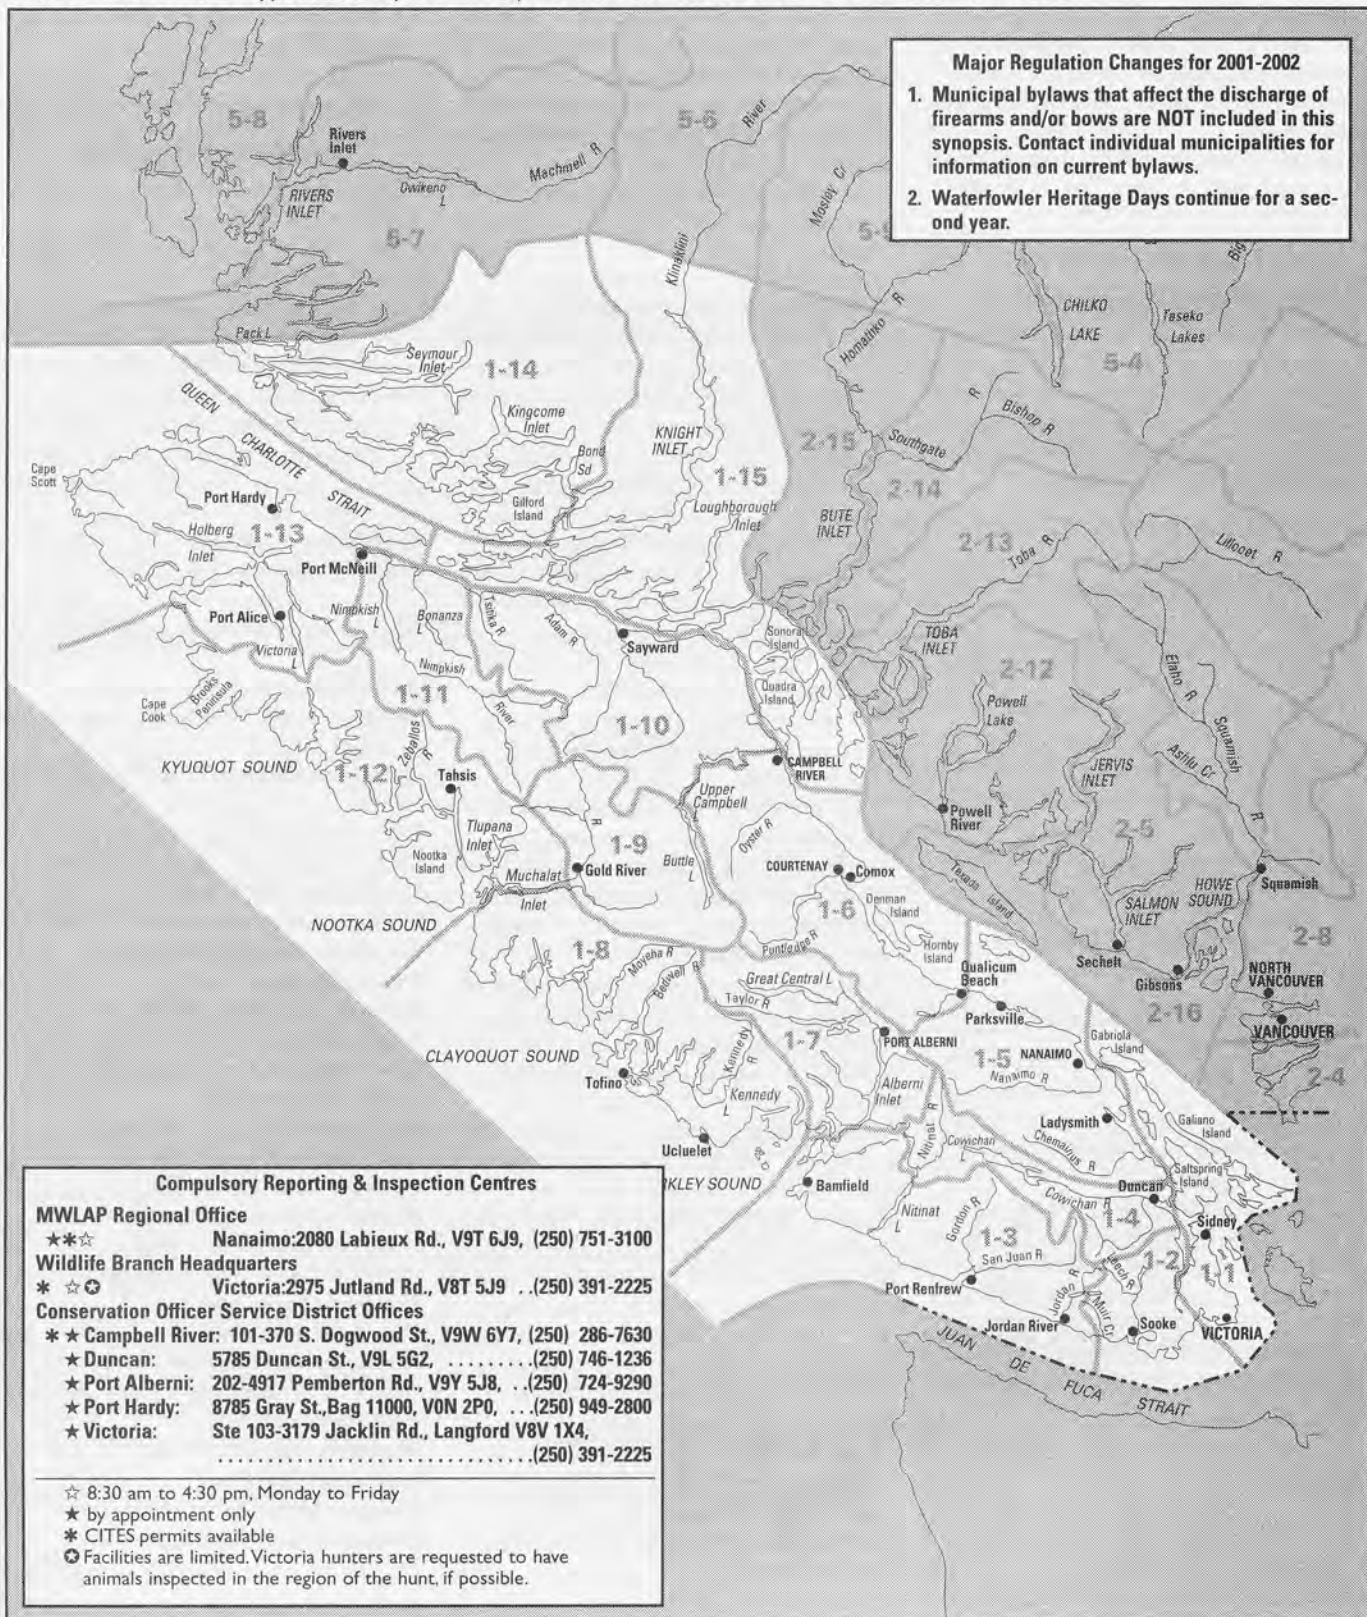 Major Regulation Changes for 2001-2002
1. Municipal bylaws that affect the discharge of
firearms and/or bows are NOT included in this
synopsis. Contact individual municipalities for
information on current bylaws.
2. Waterfowler Heritage Days continue for a sec-
ond year.
5-8
5-6
River
Rivers
Inlet
Machmell R
Owikeno
L
RIVERS
INLET
5-7
Mosley Cr
Klinaklini
Homathko R
CHILKO
LAKE
Taseko
Lakes
Big
5-4
Pack L
Seymour
Inlet
1-14
Kingcome
Inlet
QUEEN
CHARLOTTE
STRAIT
KNIGHT
INLET
Bond
Sd
Gilford
Island
1-15
Loughborough
Inlet
2-15
Southgate
R
Bishop R
2-14
BUTE
INLET
2-13
Toba R
Lillooet R
Cape
Scott
Port Hardy
Holberg
Inlet
1-13
Port McNeill
Port Alice
Victoria
L
Nimpkish
L
Bonanza
L
Tsitika R
Adam R
Sayward
Sonora
Island
Quadra
Island
TOBA
INLET
2-12
Powell
Lake
Elaho R
Squamish
Ashlu Cr
Nimpkish
River
1-11
1-10
Cape
Cook
Brooks
Peninsula
KYUQUOT SOUND
1-12
Zeballos
R
Tahsis
CAMPBELL
RIVER
Upper
Campbell
L
JERVIS
INLET
Powell
River
Tlupana
Inlet
Nootka
Island
R
1-9
Gold River
Buttle
L
Oyster R
2-5
Muchalat
Inlet
COURTENAY
Comox
Texada
Island
HOWE
SOUND
Squamish
SALMON
INLET
NOOTKA SOUND
1-6
Denman
Island
Hornby
Island
2-8
1-8
Moyeha R
Bedwell R
Puntledge R
Qualicum
Beach
Sechelt
Gibsons
NORTH
VANCOUVER
Great Central L
Taylor R
Parksville
2-16
VANCOUVER
1-7
PORT ALBERNI
1-5
NANAIMO
Gabriola
Island
CLAYOQUOT SOUND
Tofino
Kennedy
R
Kennedy
L
Alberni
Inlet
Nanaimo R
2-4
Ladysmith
Galiano
Island
Ucluelet
Nitinat R
Cowichan
L
Chemainus R
RKLEY SOUND
Bamfield
Duncan
Saltspring
Island
Nitinat
L
Gordon R
Cowichan R
1-4
Sidney
1-3
San Juan R
1-2
1-1
Leech R
Port Renfrew
Jordan R
Muir Cr
Jordan River
Sooke
VICTORIA
JUAN
DE
FUCA
STRAIT
Compulsory Reporting & Inspection Centres
MWLAP Regional Office
★✱☆ Nanaimo:2080 Labieux Rd., V9T 6J9, (250) 751-3100
Wildlife Branch Headquarters
✱ ☆✪ Victoria:2975 Jutland Rd., V8T 5J9 ..(250) 391-2225
Conservation Officer Service District Offices
✱ ★ Campbell River: 101-370 S. Dogwood St., V9W 6Y7, (250) 286-7630
★ Duncan: 5785 Duncan St., V9L 5G2, .........(250) 746-1236
★ Port Alberni: 202-4917 Pemberton Rd., V9Y 5J8, ..(250) 724-9290
★ Port Hardy: 8785 Gray St.,Bag 11000, V0N 2P0, ...(250) 949-2800
★ Victoria: Ste 103-3179 Jacklin Rd., Langford V8V 1X4,
................................(250) 391-2225
☆ 8:30 am to 4:30 pm, Monday to Friday
★ by appointment only
✱ CITES permits available
✪ Facilities are limited.Victoria hunters are requested to have
animals inspected in the region of the hunt, if possible.